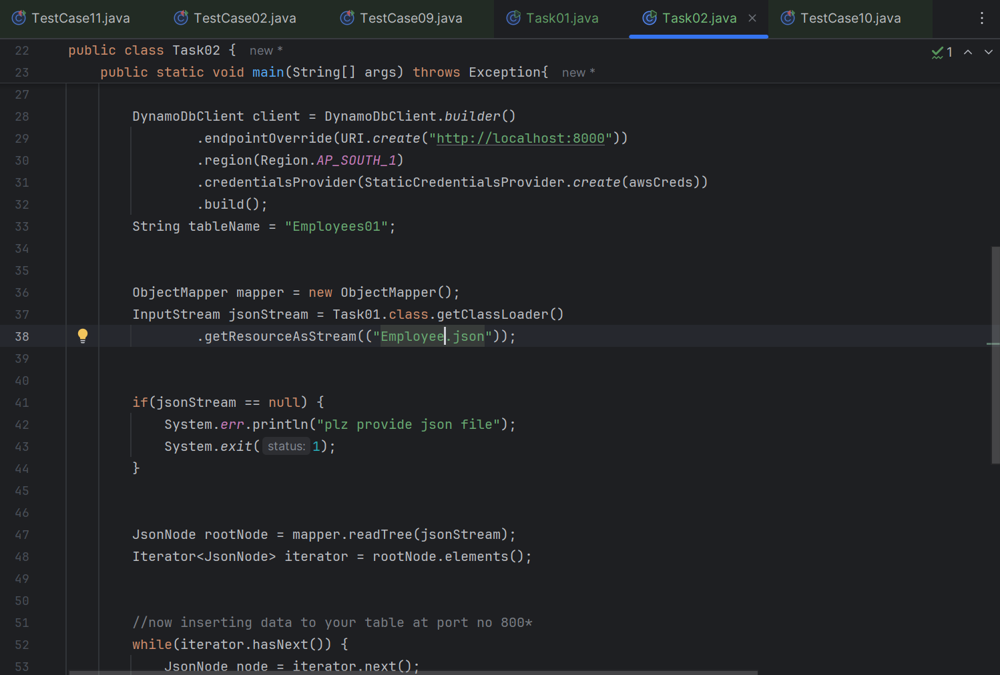 TestCase11.java TestCase02.java TestCase09.java Task01.java Task02.java TestCase10.java
22 public class Task02 { new *
1
23 public static void main(String[] args) throws Exception{ new *
27
28 DynamoDbClient client = DynamoDbClient.builder()
29 .endpointOverride(URI.create("http://localhost:8000"))
30 .region(Region.AP_SOUTH_1)
31 .credentialsProvider(StaticCredentialsProvider.create(awsCreds))
32 .build();
33 String tableName = "Employees01";
34
35
36 ObjectMapper mapper = new ObjectMapper();
37 InputStream jsonStream = Task01.class.getClassLoader()
38 .getResourceAsStream(("Employee.json"));
39
40
41 if(jsonStream == null) {
42 System.err.println("plz provide json file");
43 System.exit( status: 1);
44 }
45
46
47 JsonNode rootNode = mapper.readTree(jsonStream);
48 Iterator<JsonNode> iterator = rootNode.elements();
49
50
51 //now inserting data to your table at port no 800*
52 while(iterator.hasNext()) {
53 JsonNode node = iterator.next();